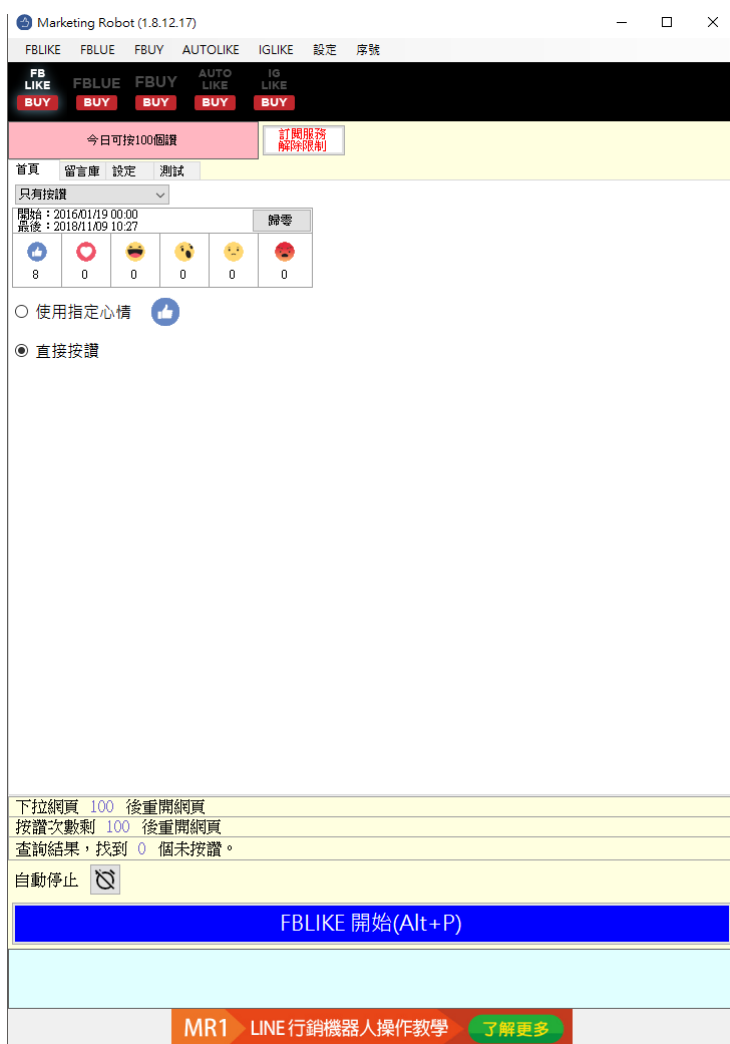 Marketing Robot (1.8.12.17)
FBLIKE FBLUE FBUY AUTOLIKE IGLIKE 設定 序號
FB LIKE FBLUE FBUY AUTO LIKE IG LIKE
BUY BUY BUY BUY BUY
今日可按100個讚
訂閱服務
解除限制
首頁 留言庫 設定 測試
只有按讚
開始：2016/01/19 00:00
最後：2018/11/09 10:27
歸零
8 0 0 0 0 0
使用指定心情
直接按讚
下拉網頁 100 後重開網頁
按讚次數剩 100 後重開網頁
查詢結果，找到 0 個未按讚。
自動停止
FBLIKE 開始(Alt+P)
MR1 LINE 行銷機器人操作教學 了解更多